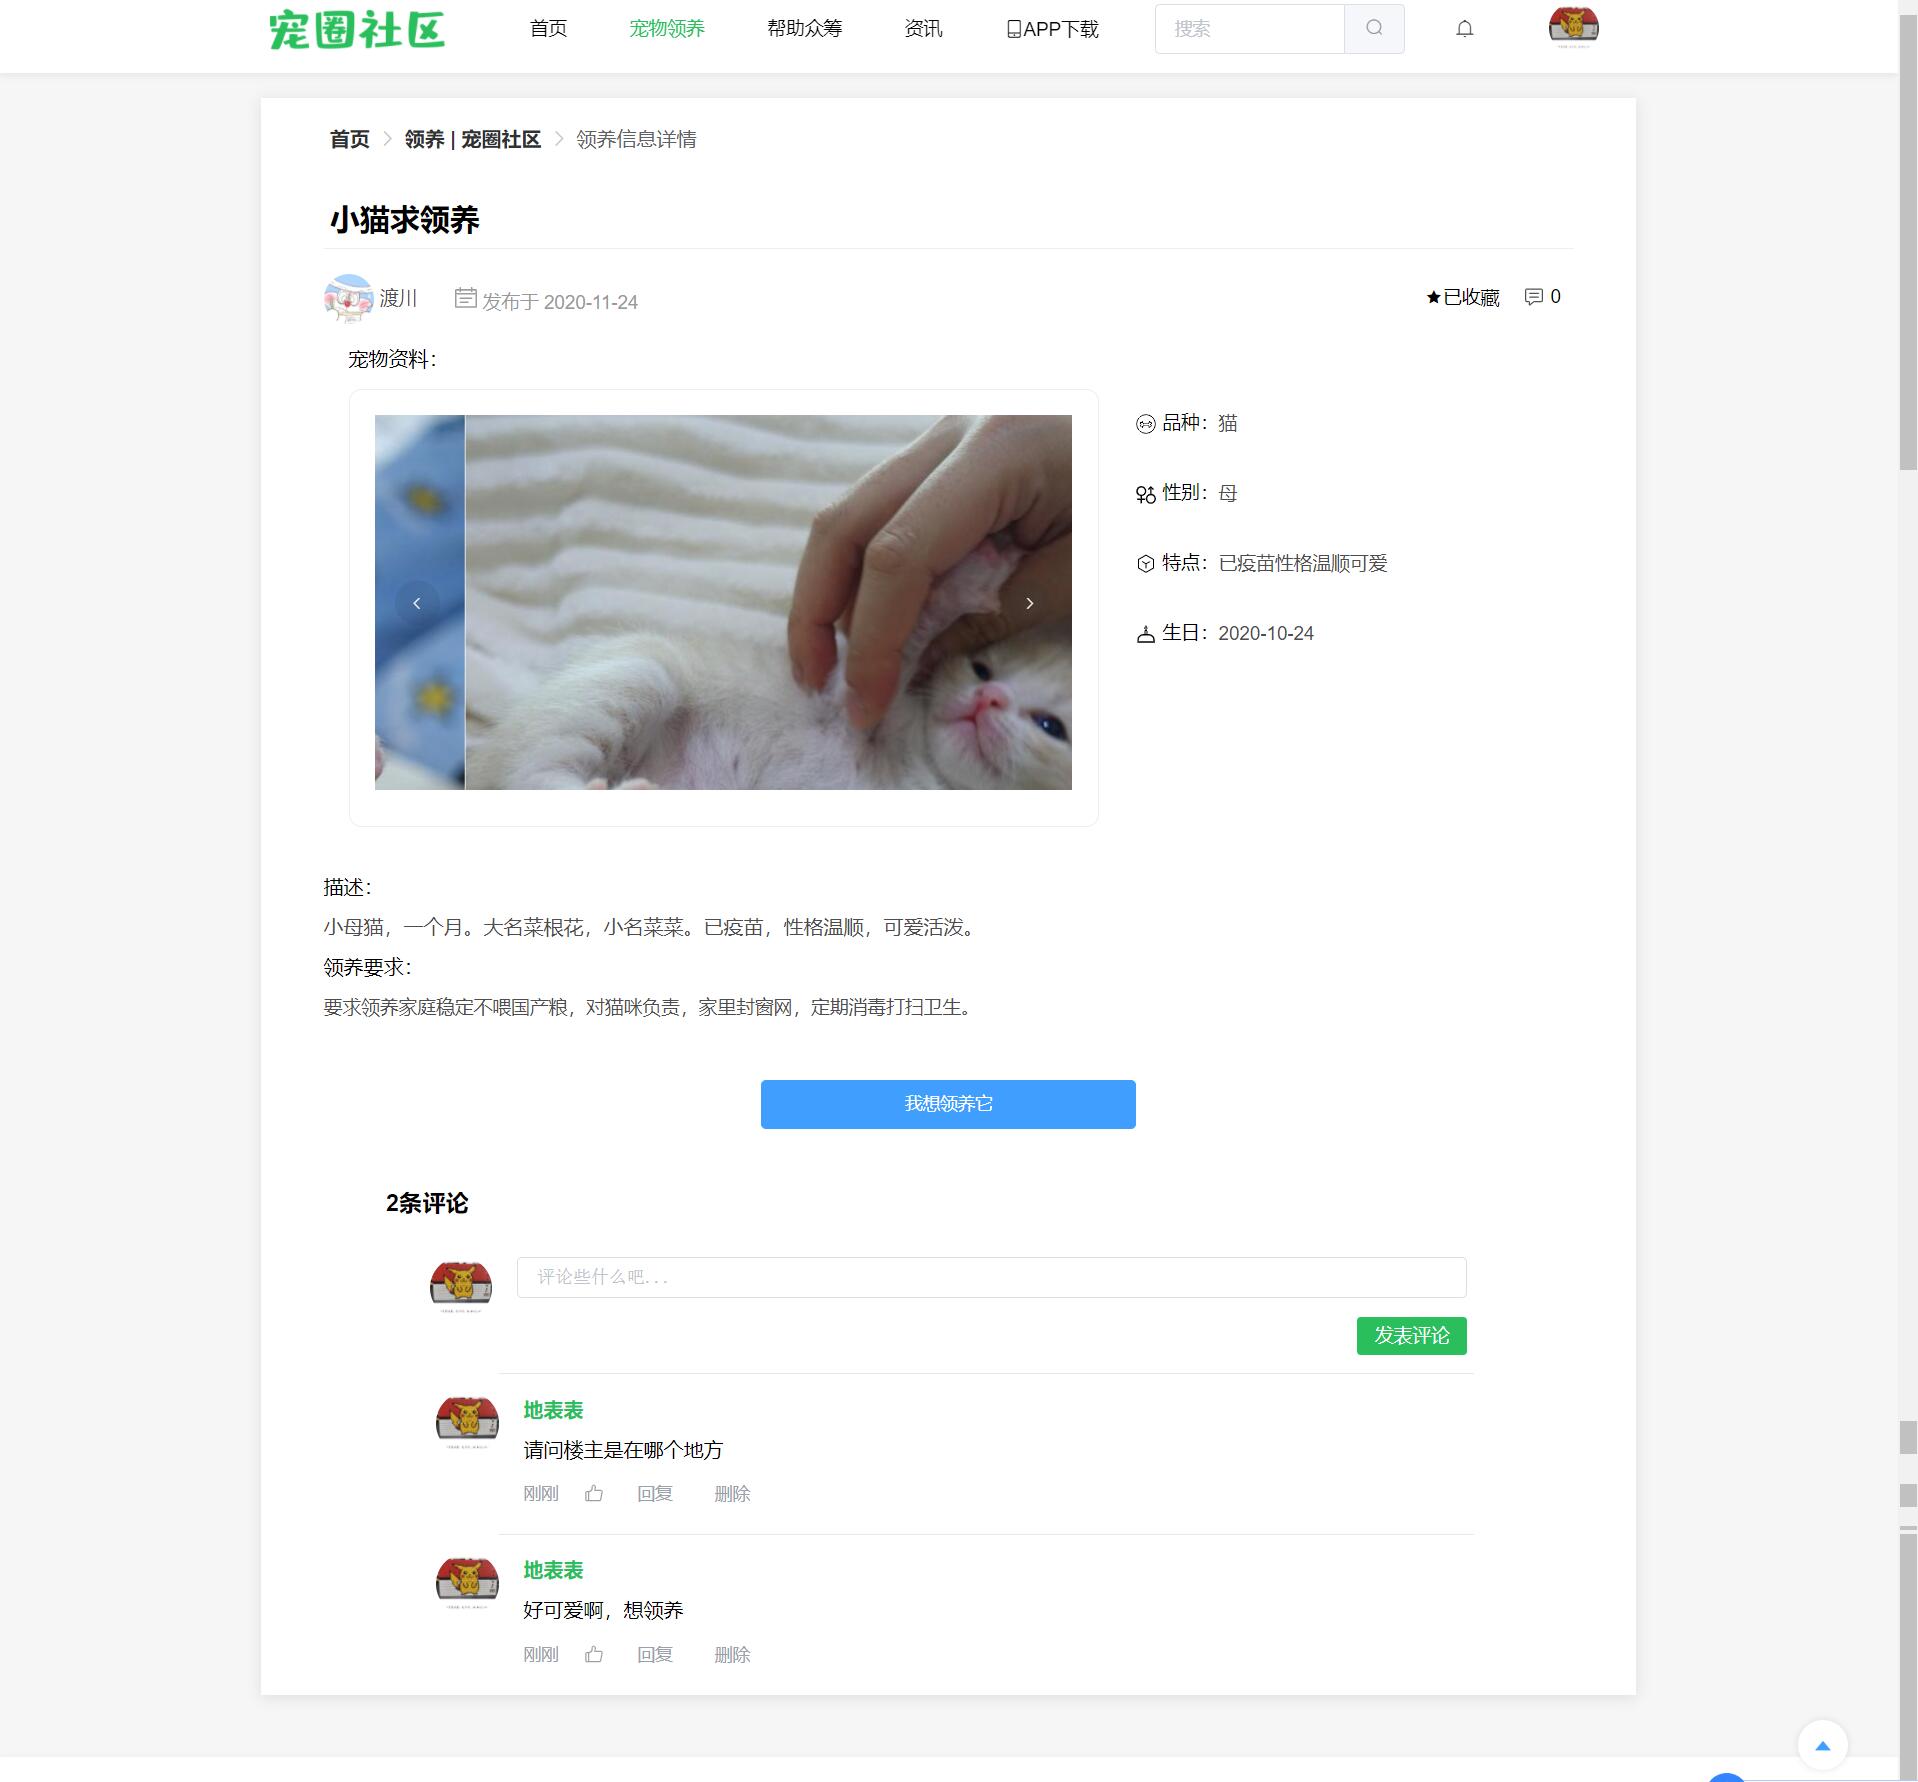 宠圈社区
首页 宠物领养 帮助众筹 资讯 APP下载 搜索
首页 > 领养 | 宠圈社区 > 领养信息详情
小猫求领养
渡川 发布于 2020-11-24 ★已收藏 0
宠物资料：
品种：猫
性别：母
特点：已疫苗性格温顺可爱
生日：2020-10-24
描述：
小母猫，一个月。大名菜根花，小名菜菜。已疫苗，性格温顺，可爱活泼。
领养要求：
要求领养家庭稳定不喂国产粮，对猫咪负责，家里封窗网，定期消毒打扫卫生。
我想领养它
2条评论
评论些什么吧...
发表评论
地表表
请问楼主是在哪个地方
刚刚 回复 删除
地表表
好可爱啊，想领养
刚刚 回复 删除